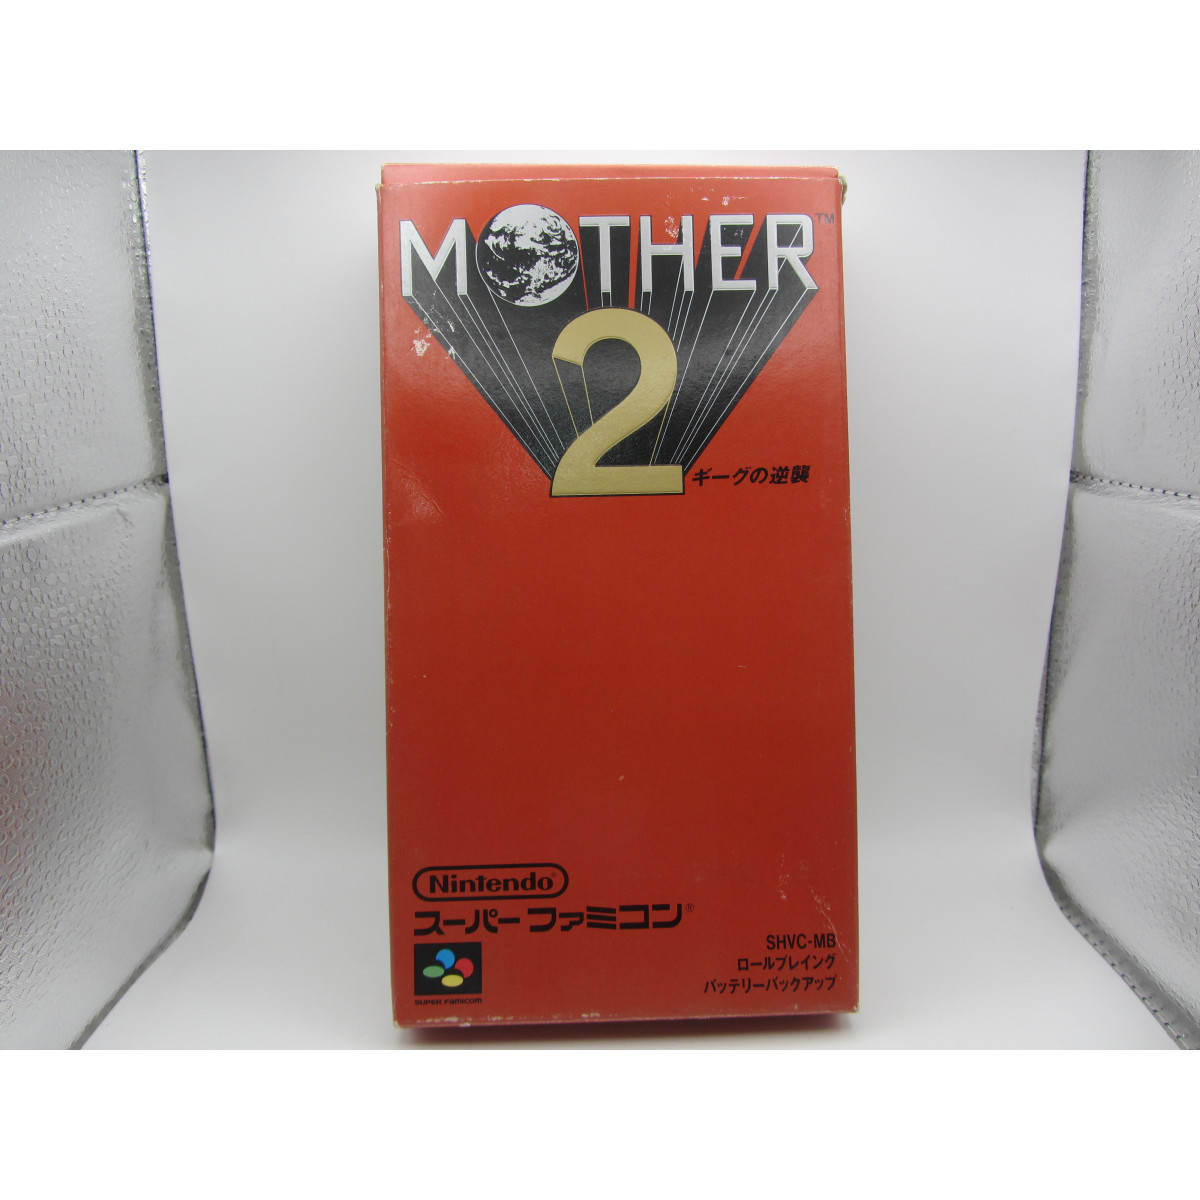 MOTHER™
2
ギーグの逆襲
Nintendo®
スーパーファミコン®
SUPER FAMICOM
SHVC-MB
ロールプレイング
バッテリーバックアップ